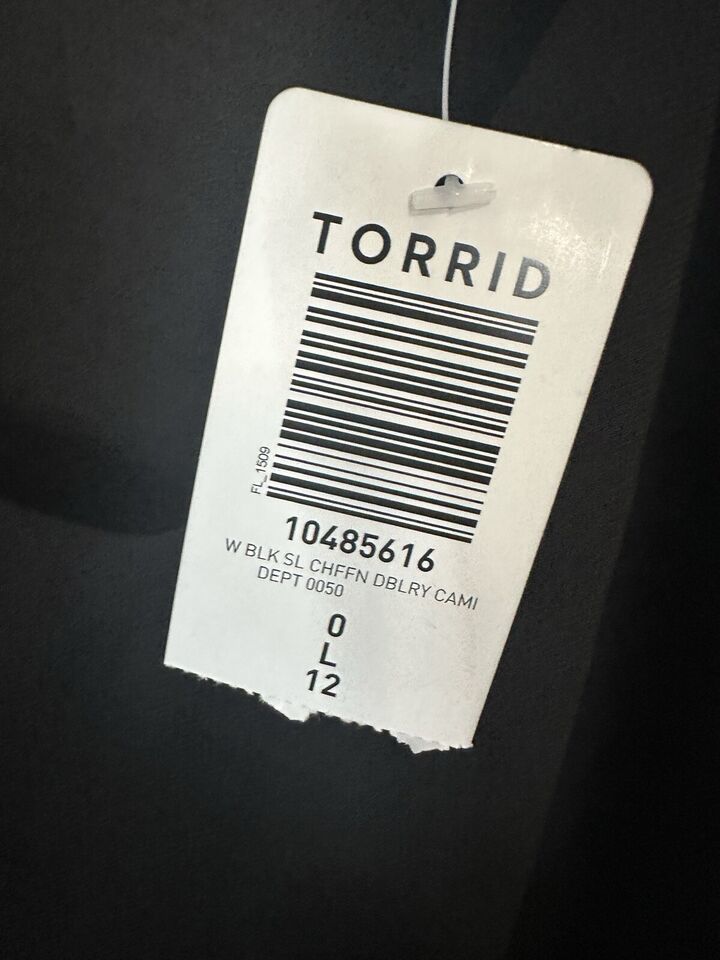 TORRID
FL_1509
10485616
W BLK SL CHFFN DBLRY CAMI
DEPT 0050
0
L
12